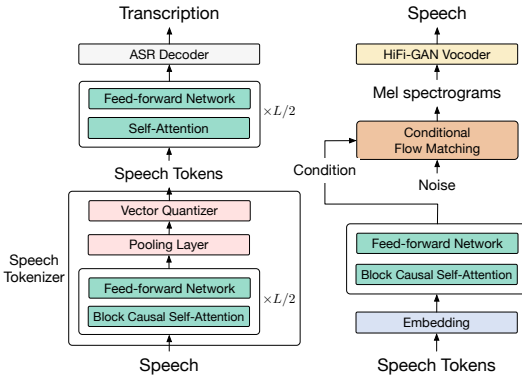 Transcription
ASR Decoder
Feed-forward Network
Self-Attention
×L/2
Speech Tokens
Vector Quantizer
Pooling Layer
Speech
Tokenizer
Feed-forward Network
Block Causal Self-Attention
×L/2
Speech
Speech
HiFi-GAN Vocoder
Mel spectrograms
Conditional
Flow Matching
Condition
Noise
Feed-forward Network
Block Causal Self-Attention
Embedding
Speech Tokens